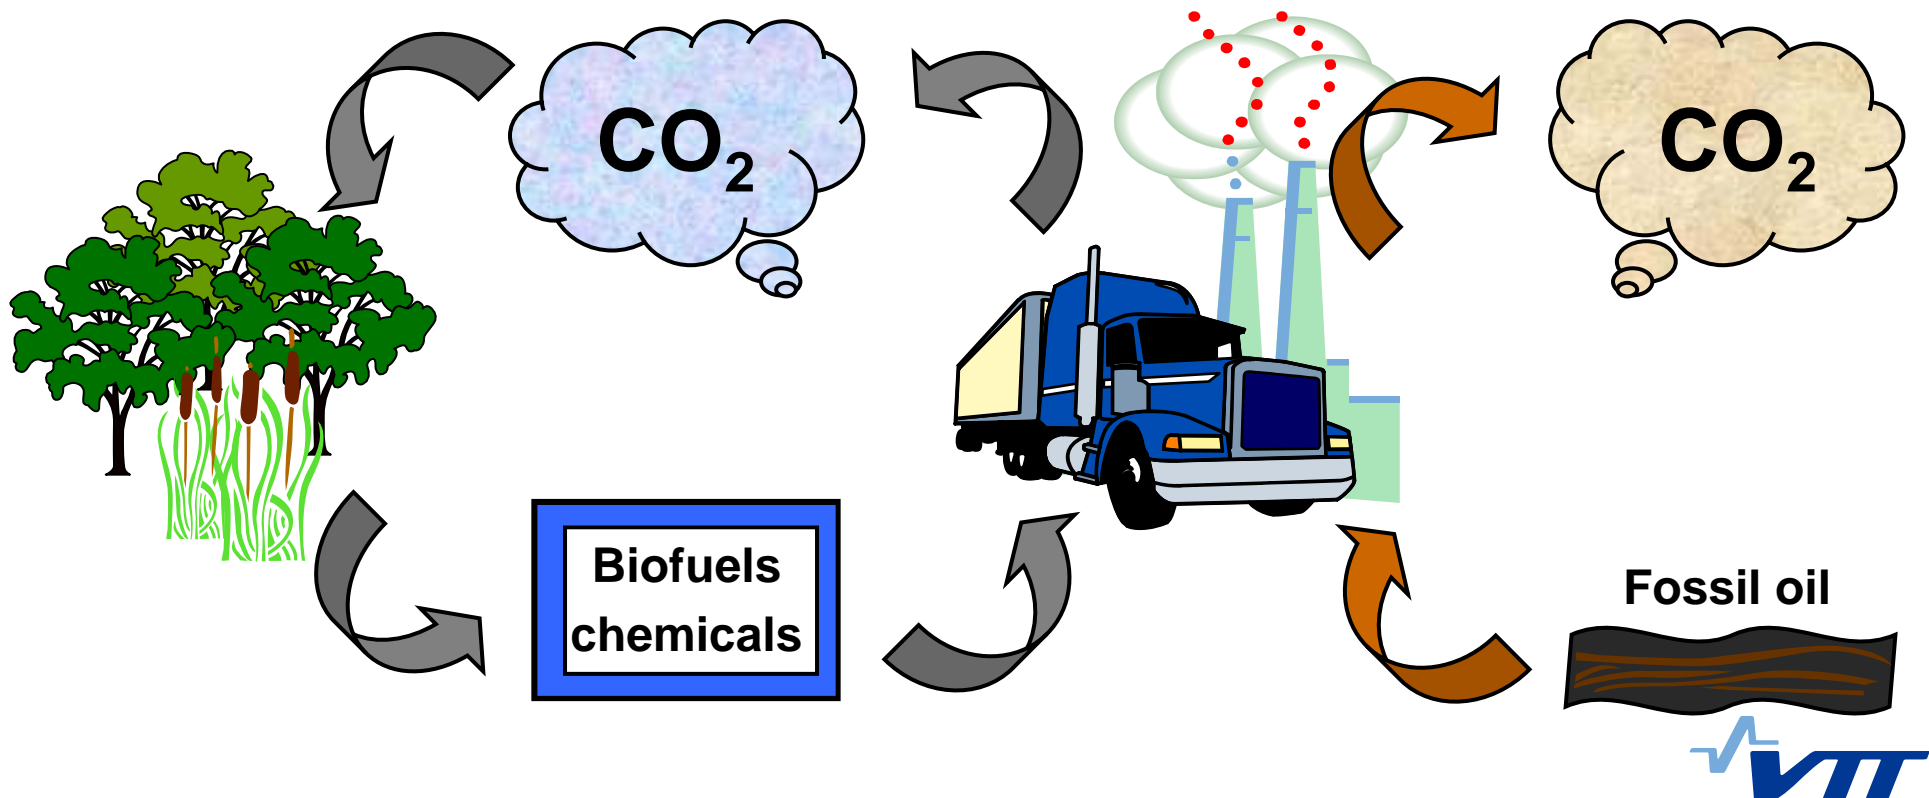 CO₂
CO₂
Biofuels
chemicals
Fossil oil
VTT